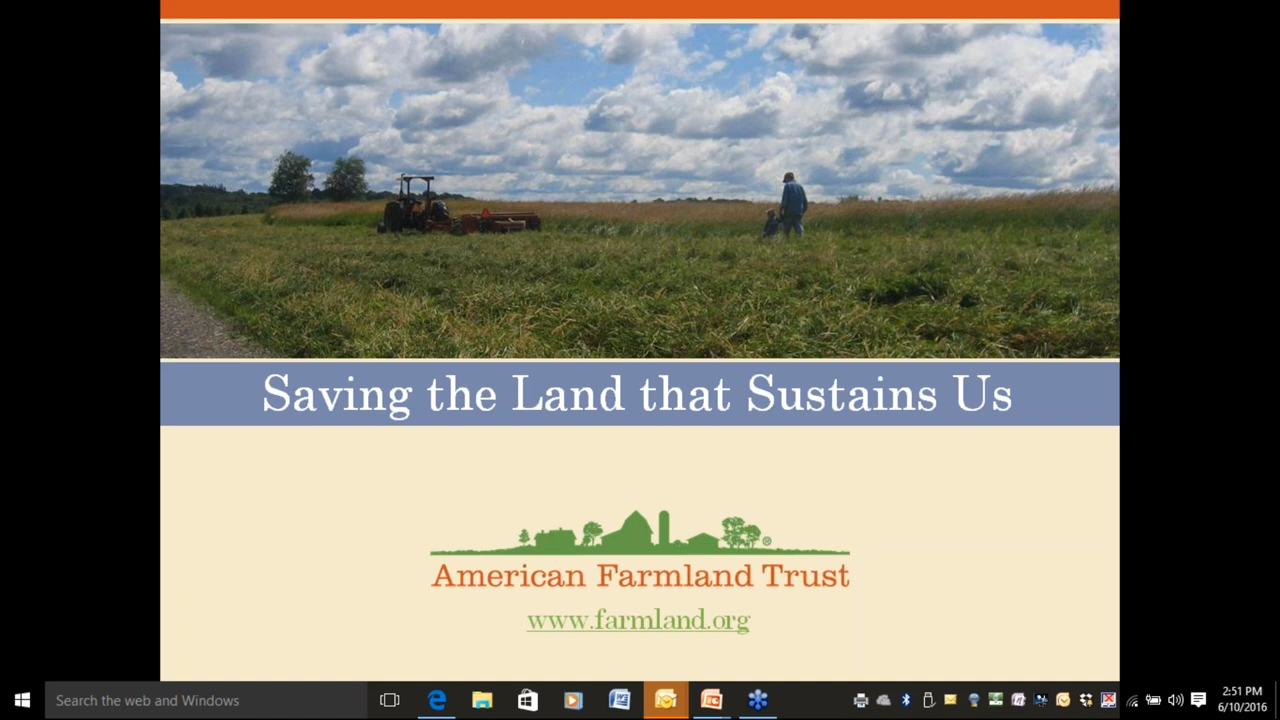 Saving the Land that Sustains Us
®
American Farmland Trust
www.farmland.org
Search the web and Windows
2:51 PM
6/10/2016